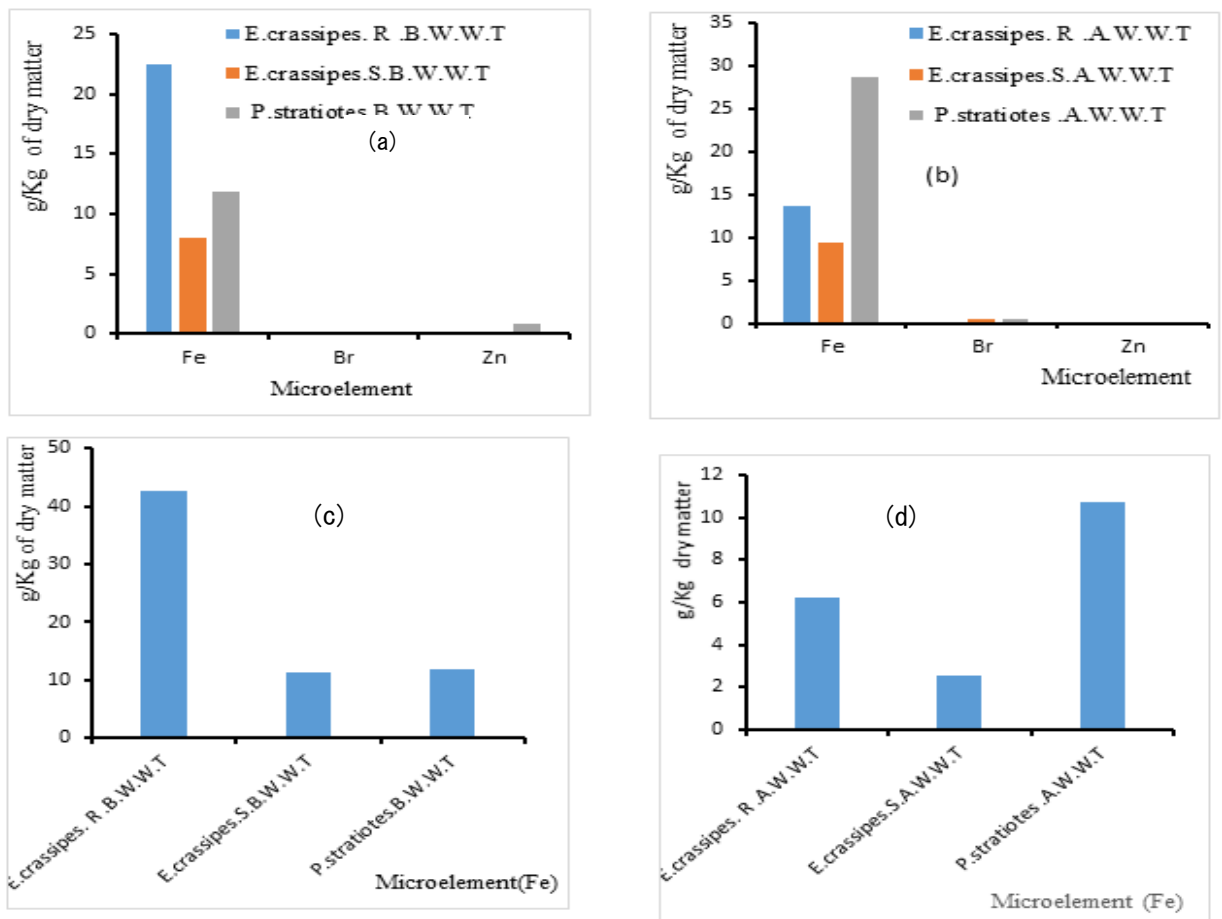 25
20
15
10
5
0
g/Kg of dry matter
E.crassipes. R .B.W.W.T
E.crassipes.S.B.W.W.T
P.stratiotes.B.W.W.T
(a)
Fe Br Zn
Microelement
35
30
25
20
15
10
5
0
g/Kg of dry matter
E.crassipes. R .A.W.W.T
E.crassipes.S.A.W.W.T
P.stratiotes .A.W.W.T
(b)
Fe Br Zn
Microelement
50
40
30
20
10
0
g/Kg of dry matter
(c)
E.crassipes. R .B.W.W.T
E.crassipes.S.B.W.W.T
P.stratiotes.B.W.W.T
Microelement(Fe)
12
10
8
6
4
2
0
g/Kg dry matter
(d)
E.crassipes. R .A.W.W.T
E.crassipes.S.A.W.W.T
P.stratiotes .A.W.W.T
Microelement (Fe)